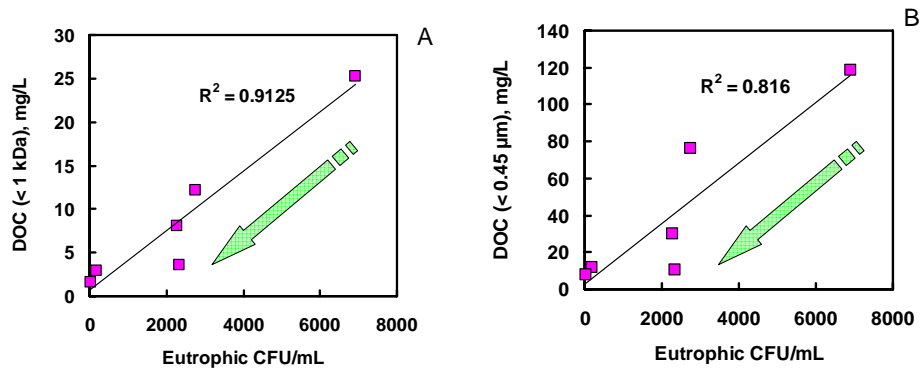 A
30
25
20
15
10
5
0
R² = 0.9125
DOC (< 1 kDa), mg/L
0 2000 4000 6000 8000
Eutrophic CFU/mL
B
140
120
100
80
60
40
20
0
R² = 0.816
DOC (< 0.45 µm), mg/L
0 2000 4000 6000 8000
Eutrophic CFU/mL